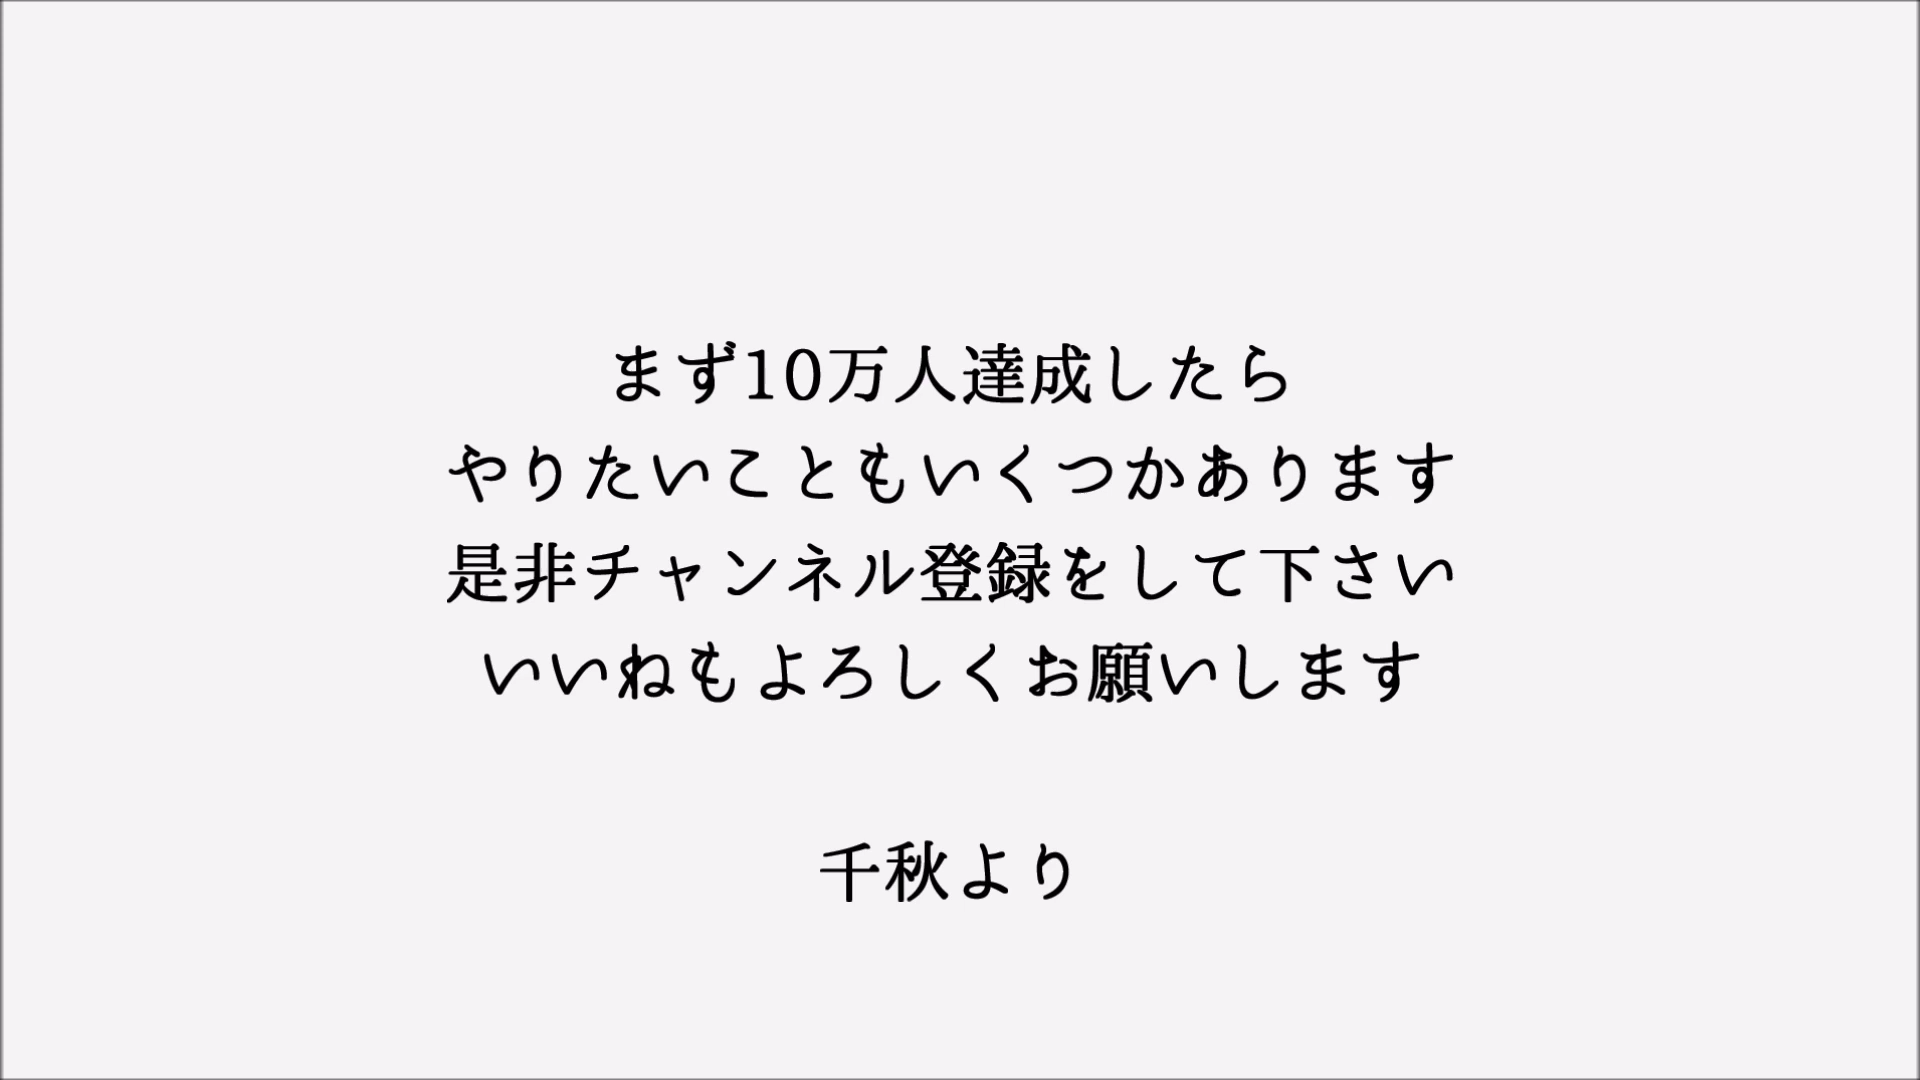 まず10万人達成したら
やりたいこともいくつかあります
是非チャンネル登録をして下さい
いいねもよろしくお願いします
千秋より